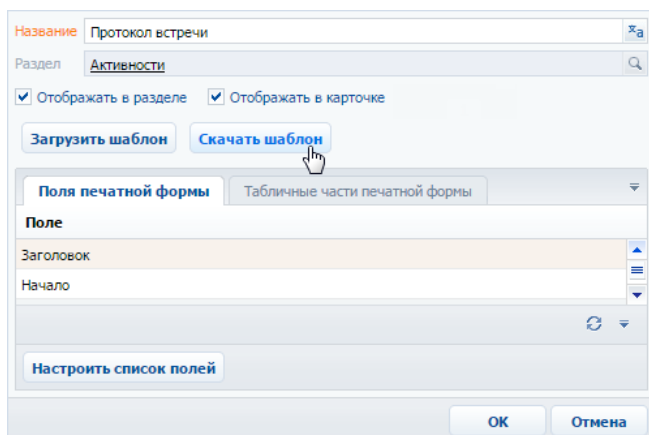 Название Протокол встречи xa
Раздел Активности
Отображать в разделе Отображать в карточке
Загрузить шаблон Скачать шаблон
Поля печатной формы Табличные части печатной формы
Поле
Заголовок
Начало
Настроить список полей
ОК Отмена